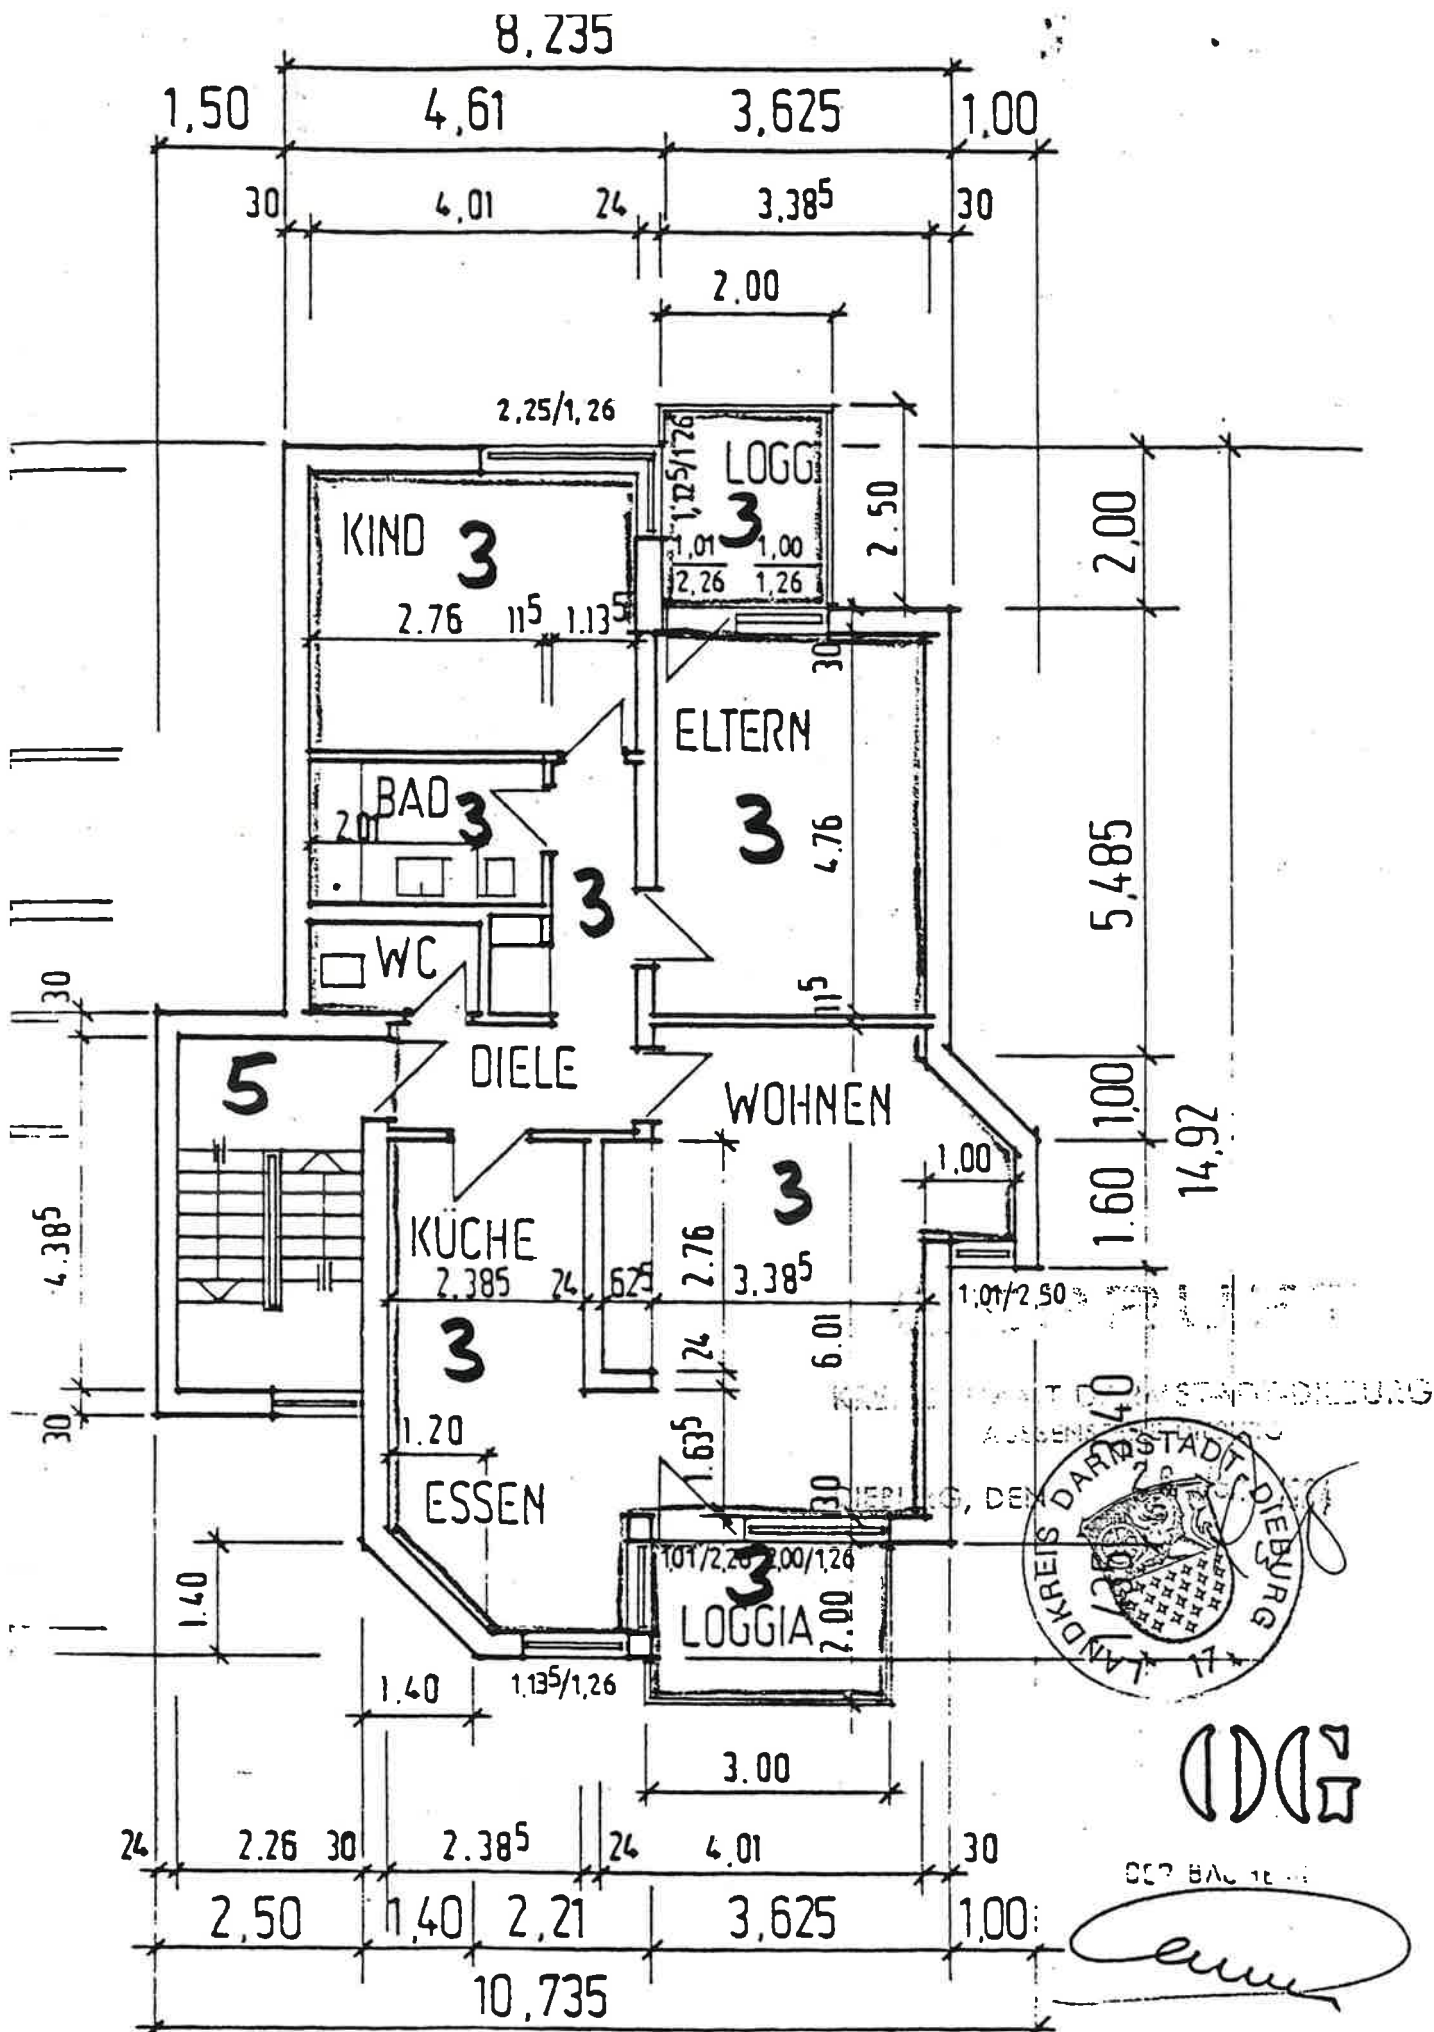 8,235
1,50 4,61 3,625 1,00
30 4,01 24 3,38⁵ 30
2,00
2,25/1,26
LOGG
1,12⁵/1,26
3
1,01 1,00
2,26 1,26
2.50
2,00
KIND 3
2.76 11⁵ 1.13⁵
30
ELTERN
3
4.76
5,485
BAD 3
2.01
3
WC
30
11⁵
5
DIELE
WOHNEN
3
1,00
1,00
14,92
1.60
4.38⁵
KÜCHE
2.385 24 62⁵ 3.38⁵
2.76
1,01/2,50
3
24
6.01
30
1.20
1.63⁵
ESSEN
30
DIEBURG, DEN
LANDKREIS DARMSTADT-DIEBURG
17
1.40
1,01/2,26 2,00/1,26
3
LOGGIA
2.00
1.40
1.13⁵/1,26
3.00
24 2.26 30 2.38⁵ 24 4.01 30
2,50 1,40 2,21 3,625 1,00
10,735